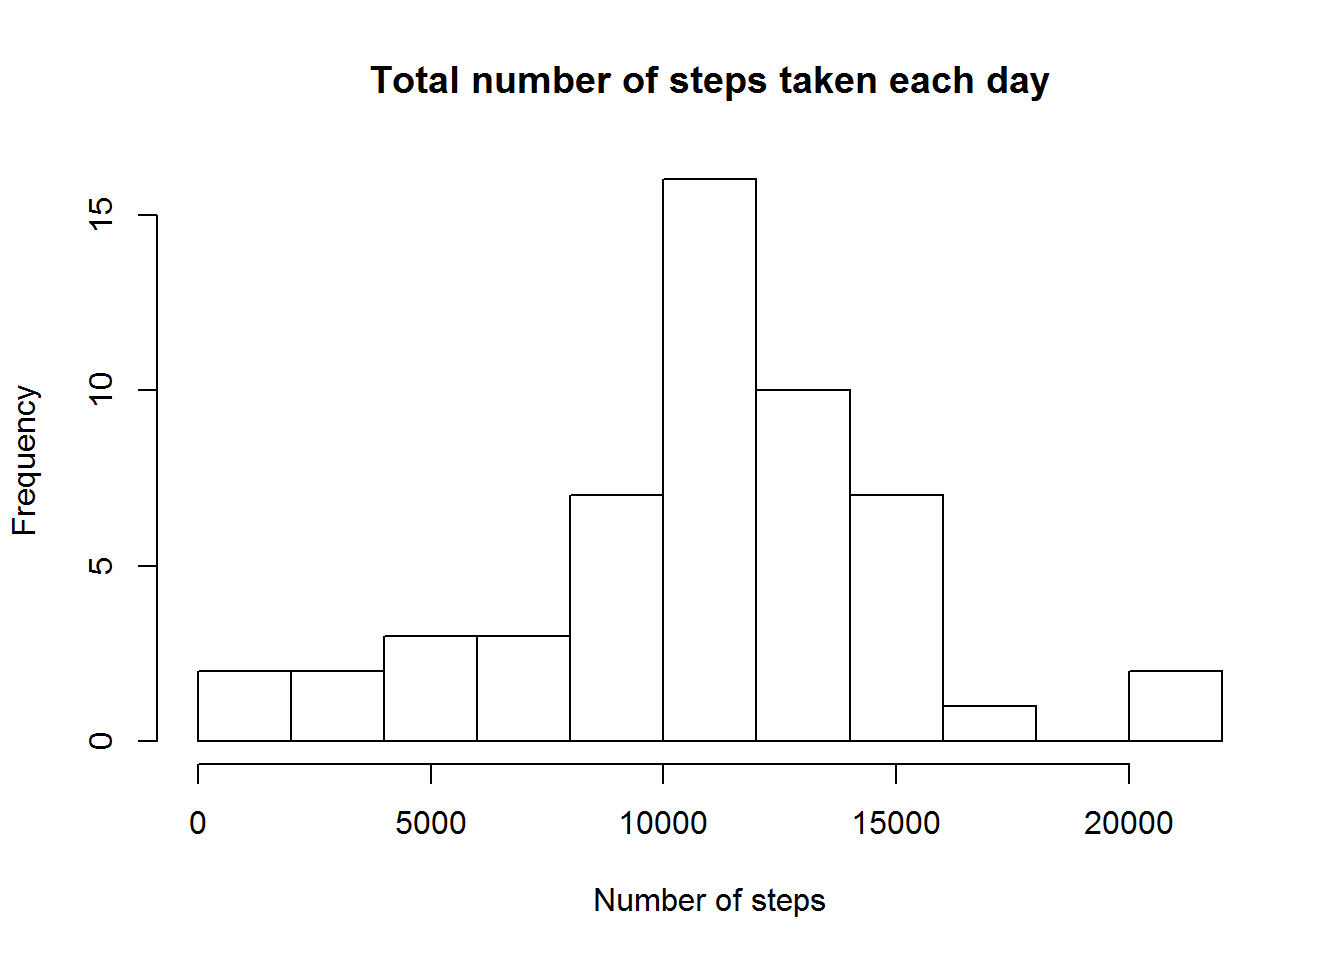 Total number of steps taken each day
Frequency
15
10
5
0
0 5000 10000 15000 20000
Number of steps